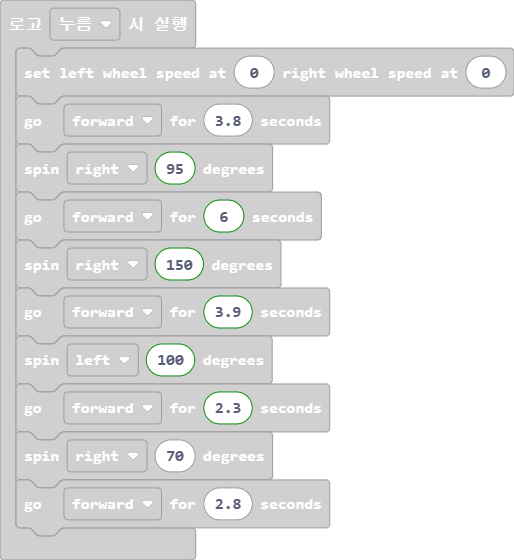 로고 누름 시 실행
set left wheel speed at 0 right wheel speed at 0
go forward for 3.8 seconds
spin right 95 degrees
go forward for 6 seconds
spin right 150 degrees
go forward for 3.9 seconds
spin left 100 degrees
go forward for 2.3 seconds
spin right 70 degrees
go forward for 2.8 seconds